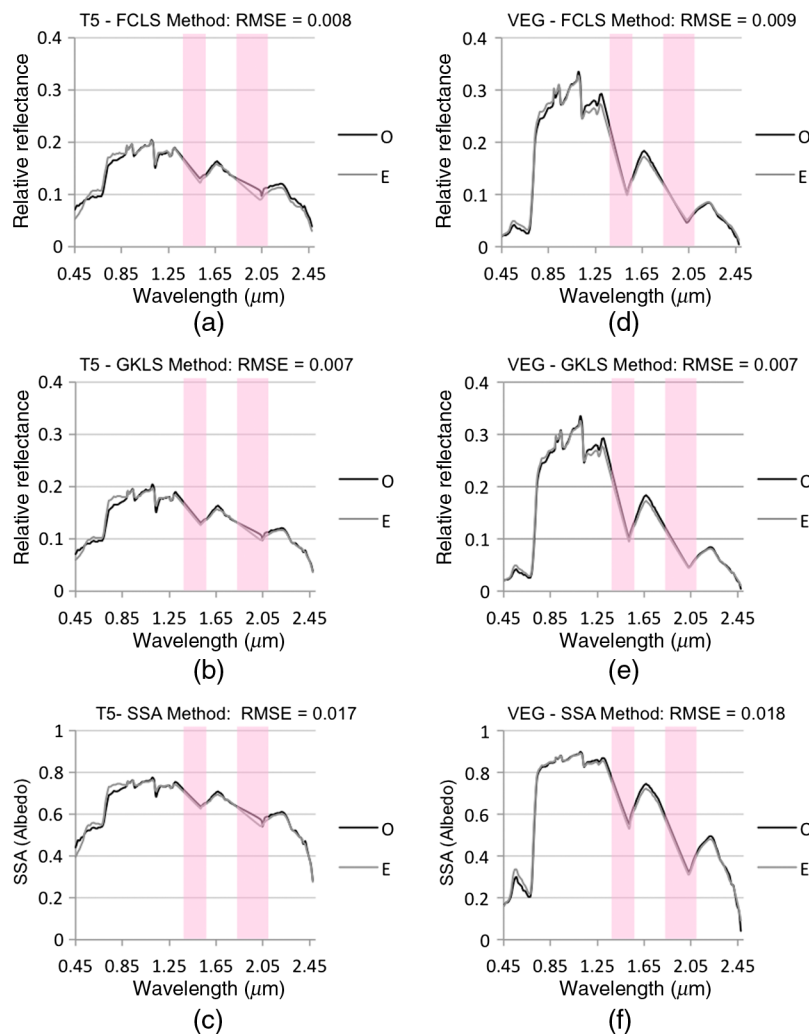 T5 - FCLS Method: RMSE = 0.008
Relative reflectance
0.4
0.3
0.2
0.1
0
0.45 0.85 1.25 1.65 2.05 2.45
Wavelength (μm)
O
E
(a)
VEG - FCLS Method: RMSE = 0.009
Relative reflectance
0.4
0.3
0.2
0.1
0
0.45 0.85 1.25 1.65 2.05 2.45
Wavelength (μm)
O
E
(d)
T5 - GKLS Method: RMSE = 0.007
Relative reflectance
0.4
0.3
0.2
0.1
0
0.45 0.85 1.25 1.65 2.05 2.45
Wavelength (μm)
O
E
(b)
VEG - GKLS Method: RMSE = 0.007
Relative reflectance
0.4
0.3
0.2
0.1
0
0.45 0.85 1.25 1.65 2.05 2.45
Wavelength (μm)
O
E
(e)
T5- SSA Method: RMSE = 0.017
SSA (Albedo)
1
0.8
0.6
0.4
0.2
0
0.45 0.85 1.25 1.65 2.05 2.45
Wavelength (μm)
O
E
(c)
VEG - SSA Method: RMSE = 0.018
SSA (Albedo)
1
0.8
0.6
0.4
0.2
0
0.45 0.85 1.25 1.65 2.05 2.45
Wavelength (μm)
O
E
(f)